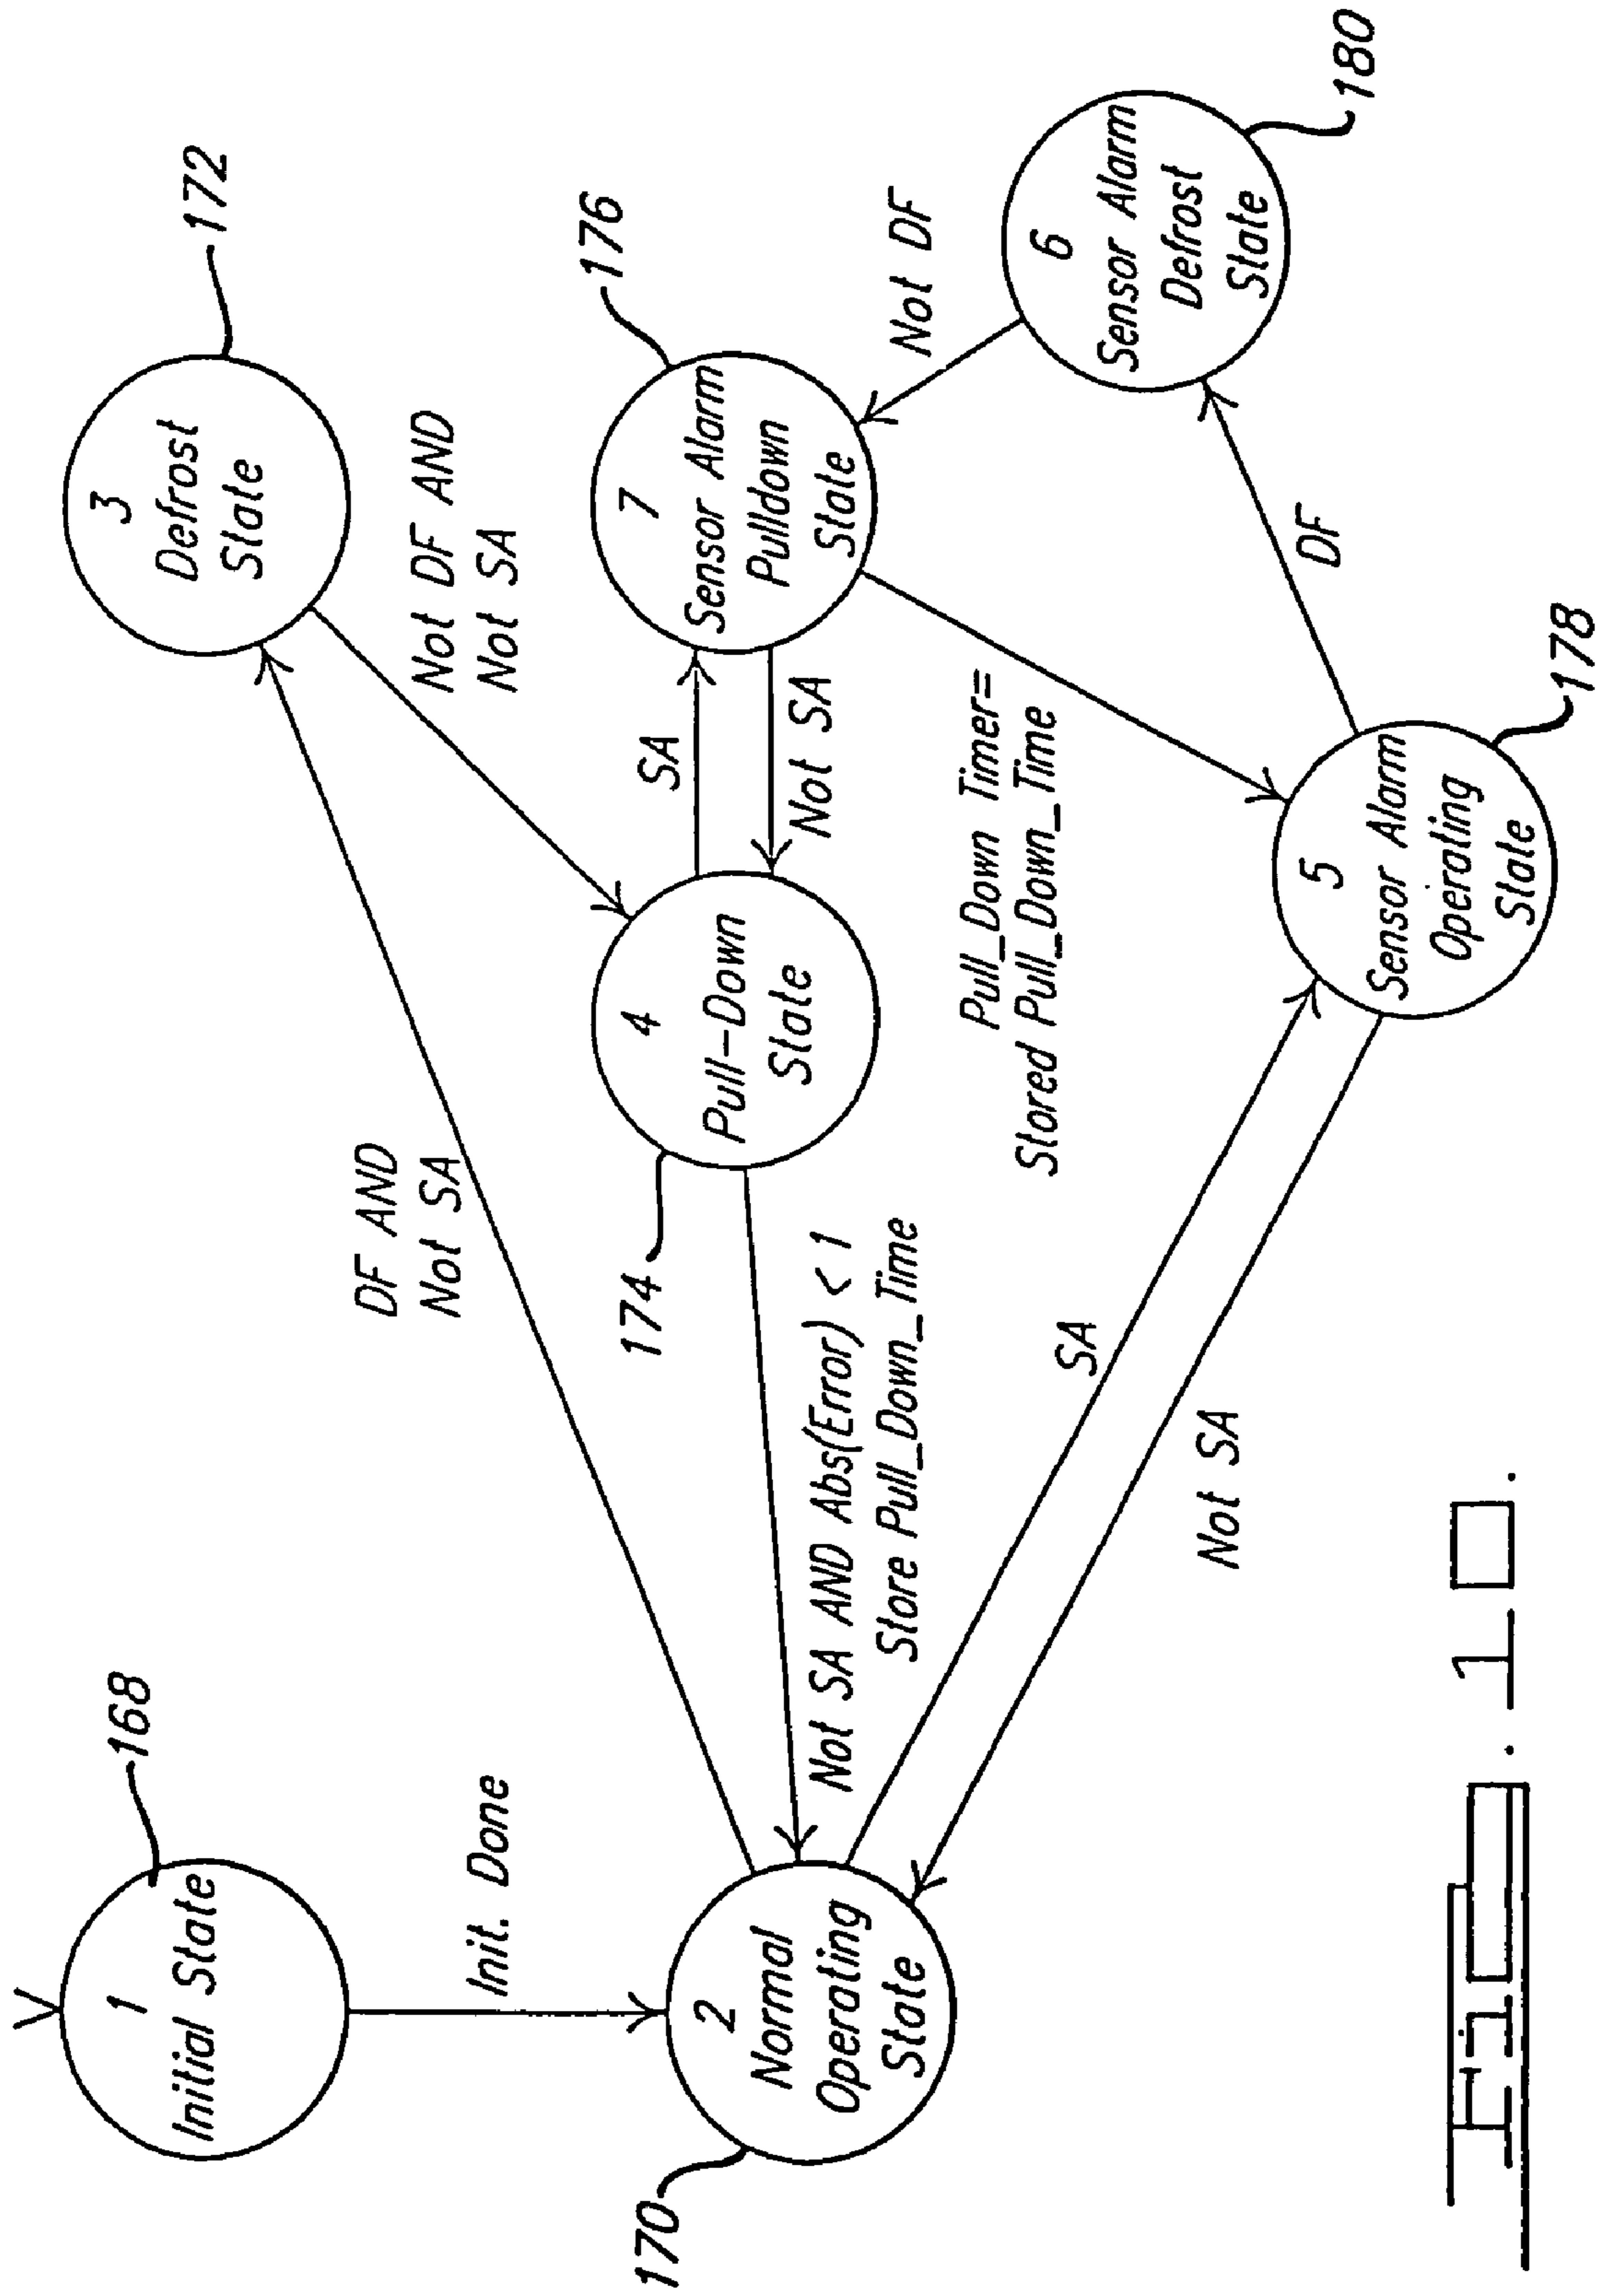 168
1
Initial State
Init. Done
170
2
Normal
Operating
State
DF AND
Not SA
3
Defrost
State
172
Not DF AND
Not SA
174
4
Pull-Down
State
SA
Not SA
176
7
Sensor Alarm
Pulldown
State
Not SA AND Abs(Error) < 1
Store Pull_Down_Time
Pull_Down Timer=
Stored Pull_Down_Time
Not DF
6
Sensor Alarm
Defrost
State
180
SA
Not SA
5
Sensor Alarm
Operating
State
178
DF
Fig. 10.